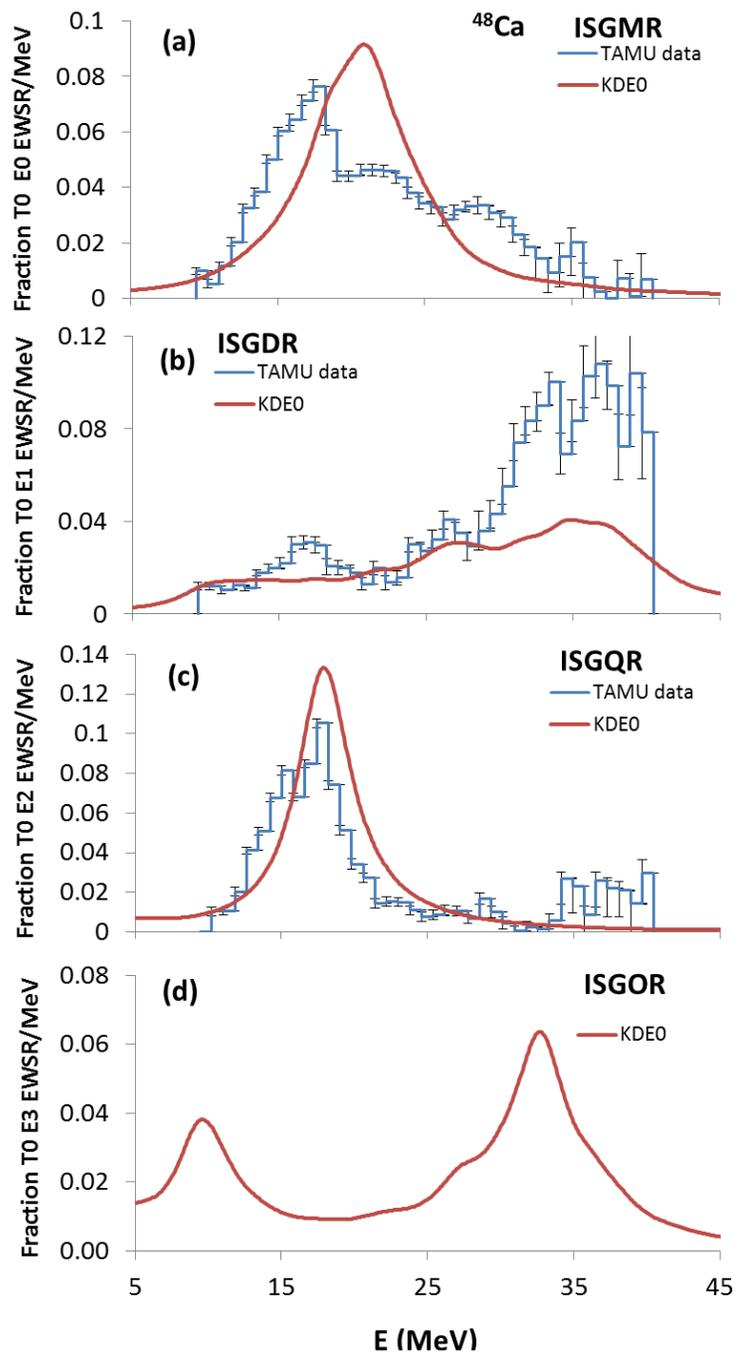 (a)
⁴⁸Ca
ISGMR
TAMU data
KDE0
Fraction T0 E0 EWSR/MeV
0.1
0.08
0.06
0.04
0.02
0
(b)
ISGDR
TAMU data
KDE0
Fraction T0 E1 EWSR/MeV
0.12
0.08
0.04
0
(c)
ISGQR
TAMU data
KDE0
Fraction T0 E2 EWSR/MeV
0.14
0.12
0.1
0.08
0.06
0.04
0.02
0
(d)
ISGOR
KDE0
Fraction T0 E3 EWSR/MeV
0.08
0.06
0.04
0.02
0.00
5 15 25 35 45
E (MeV)